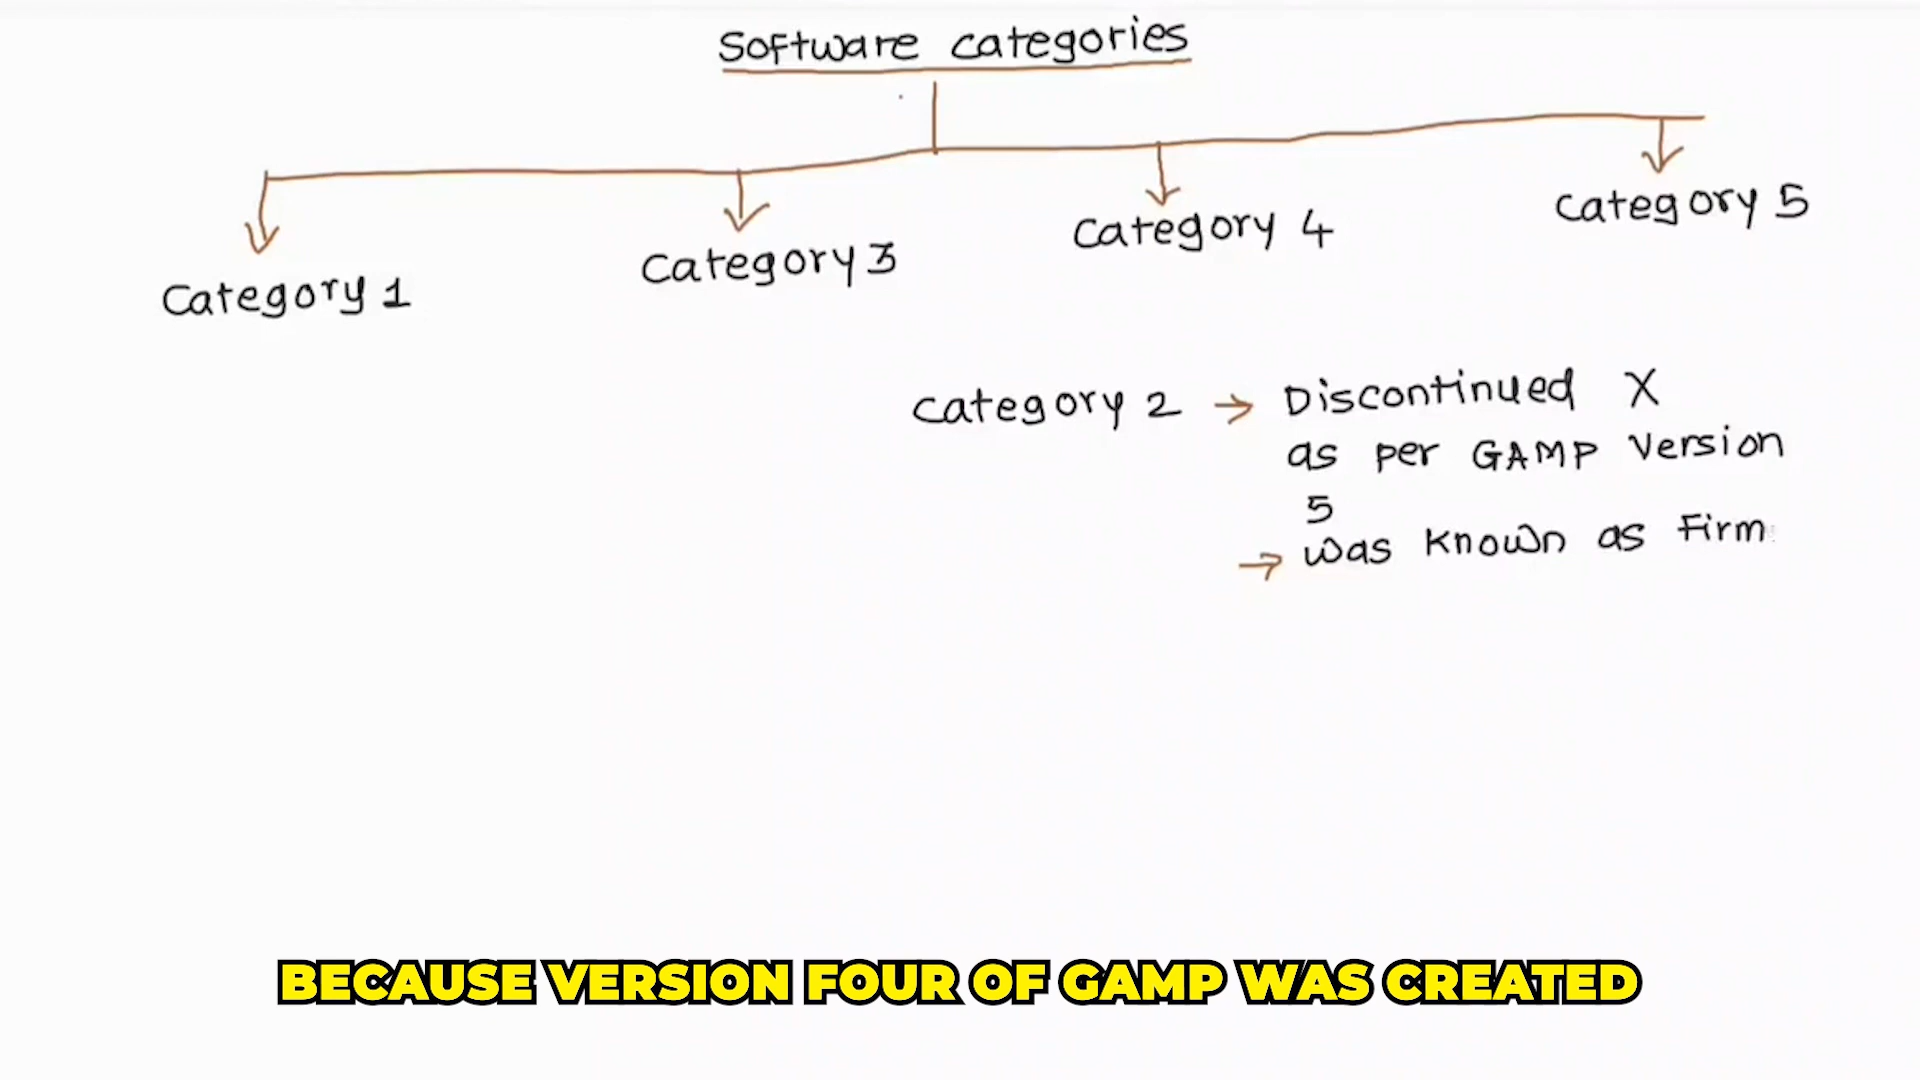 Software categories
Category 1
Category 3
Category 4
Category 5
Category 2 → Discontinued X
as per GAMP Version
5
→ was known as Firm
BECAUSE VERSION FOUR OF GAMP WAS CREATED